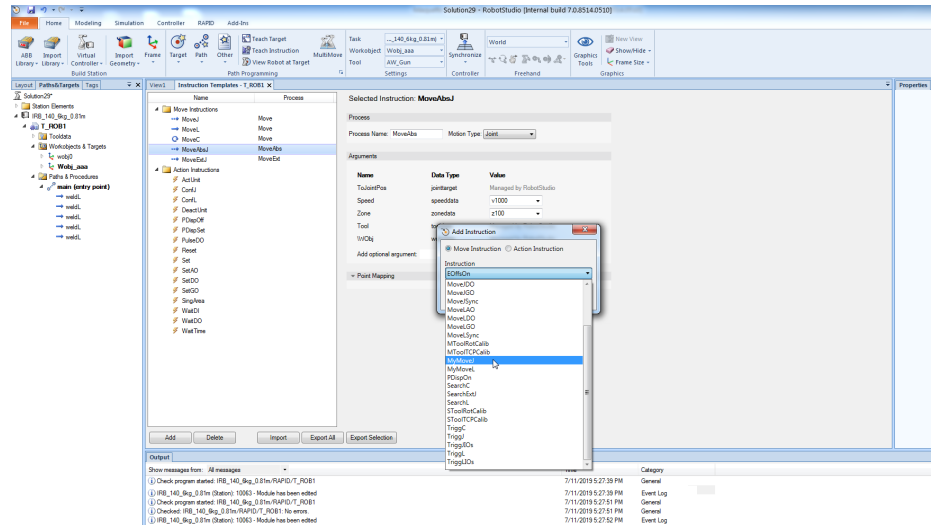 Solution29 - RobotStudio (Internal build 7.0.8514.0510)
File Home Modeling Simulation Controller RAPID Add-Ins
ABB Library Import Library Virtual Controller Import Geometry Frame Target Path Other Teach Target Teach Instruction View Robot at Target MultiMove Task ..._140_6kg_0.81m( Workobject Wobj_aaa Tool AW_Gun Synchronize World Graphics Tools New View Show/Hide Frame Size
Build Station Path Programming Settings Controller Freehand Graphics
Layout Paths&Targets Tags
Solution29*
Station Elements
IRB_140_6kg_0.81m
T_ROB1
Tooldata
Workobjects & Targets
wobj0
Wobj_aaa
Paths & Procedures
main (entry point)
weldL
weldL
weldL
weldL
View1 Instruction Templates - T_ROB1 X
Name Process
Move Instructions
MoveJ Move
MoveL Move
MoveC Move
MoveAbsJ MoveAbs
MoveExtJ MoveExt
Action Instructions
ActUnit
ConfJ
ConfL
DeactUnit
PDispOff
PDispSet
PulseDO
Reset
Set
SetAO
SetDO
SetGO
SingArea
WaitDI
WaitDO
WaitTime
Add Delete Import Export All Export Selection
Selected Instruction: MoveAbsJ
Process
Process Name: MoveAbs Motion Type: Joint
Arguments
Name Data Type Value
ToJointPos jointtarget Managed by RobotStudio
Speed speeddata v1000
Zone zonedata z100
Tool
\WObj
Add optional argument:
Point Mapping
Add Instruction
Move Instruction Action Instruction
Instruction
EOffsOn
MoveJDO
MoveJGO
MoveJSync
MoveLAO
MoveLDO
MoveLGO
MoveLSync
MToolRotCalib
MToolTCPCalib
MyMoveJ
MyMoveL
PDispOn
SearchC
SearchExtJ
SearchL
SToolRotCalib
SToolTCPCalib
TriggC
TriggJ
TriggJIOs
TriggL
TriggLIOs
Properties
Output
Show messages from: All messages
Time Category
Check program started: IRB_140_6kg_0.81m/RAPID/T_ROB1 7/11/2019 5:27:39 PM General
IRB_140_6kg_0.81m (Station): 10063 - Module has been edited 7/11/2019 5:27:39 PM Event Log
Check program started: IRB_140_6kg_0.81m/RAPID/T_ROB1 7/11/2019 5:27:51 PM General
Checked: IRB_140_6kg_0.81m/RAPID/T_ROB1: No errors. 7/11/2019 5:27:51 PM General
IRB_140_6kg_0.81m (Station): 10063 - Module has been edited 7/11/2019 5:27:52 PM Event Log